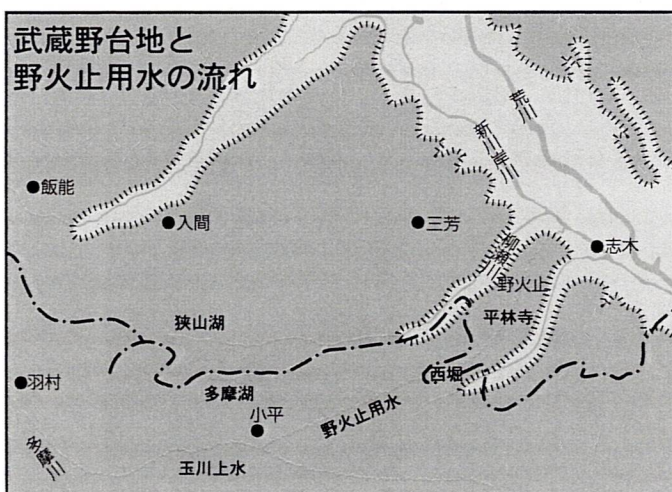 武蔵野台地と
野火止用水の流れ
荒川
新川岸川
飯能
入間
三芳
柳瀬川
志木
野火止
平林寺
狭山湖
羽村
多摩湖
西堀
小平
野火止用水
多摩川
玉川上水